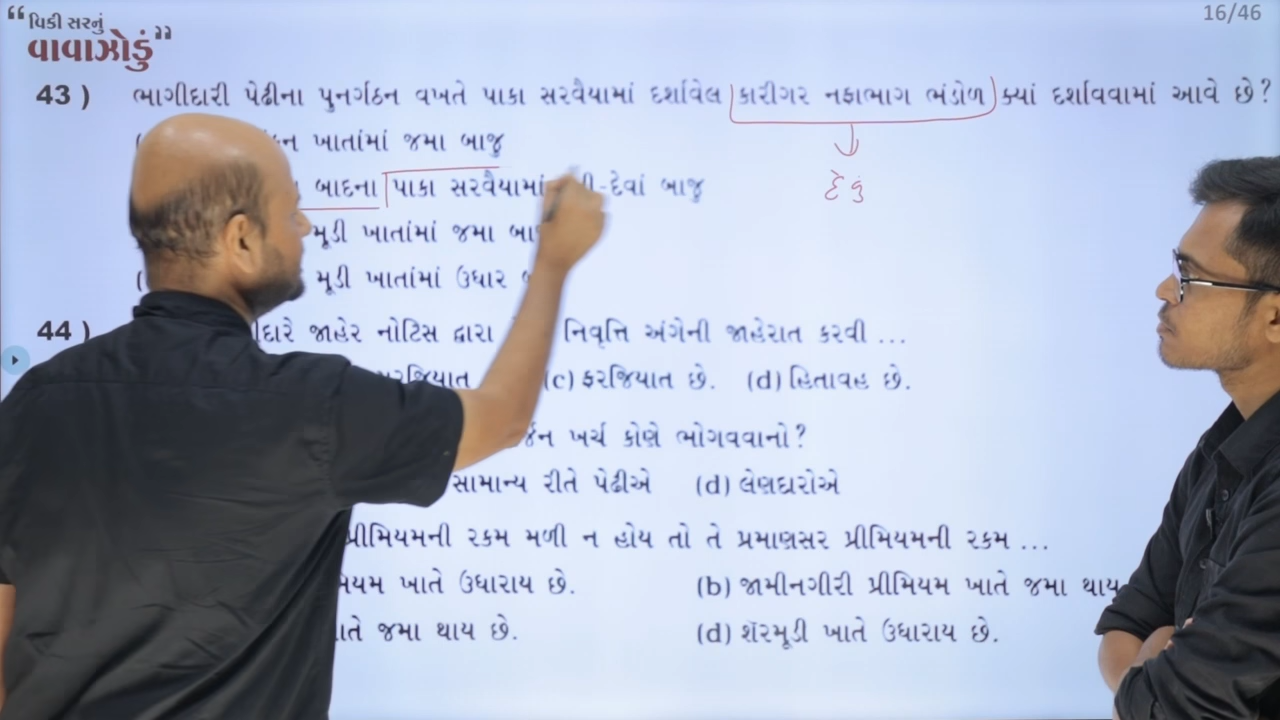 16/46
“વિકી સરનું
વાવાઝોડું”
43 ) ભાગીદારી પેઢીના પુનર્ગઠન વખતે પાકા સરવૈયામાં દર્શાવેલ કારીગર નફાભાગ ભંડોળ ક્યાં દર્શાવવામાં આવે છે?
ખાતાંમાં જમા બાજુ
બાદના પાકા સરવૈયામાં દેવાં બાજુ
દેવું
મૂડી ખાતાંમાં જમા
મૂડી ખાતાંમાં ઉધાર
44 ) જાહેર નોટિસ દ્વારા નિવૃત્તિ અંગેની જાહેરાત કરવી ...
(c) ફરજિયાત છે. (d) હિતાવહ છે.
ખર્ચ કોણે ભોગવવાનો?
સામાન્ય રીતે પેઢીએ (d) લેણદારોએ
પ્રીમિયમની રકમ મળી ન હોય તો તે પ્રમાણસર પ્રીમિયમની રકમ ...
ખાતે ઉધારાય છે. (b) જામીનગીરી પ્રીમિયમ ખાતે જમા થાય
જમા થાય છે. (d) શૅરમૂડી ખાતે ઉધારાય છે.